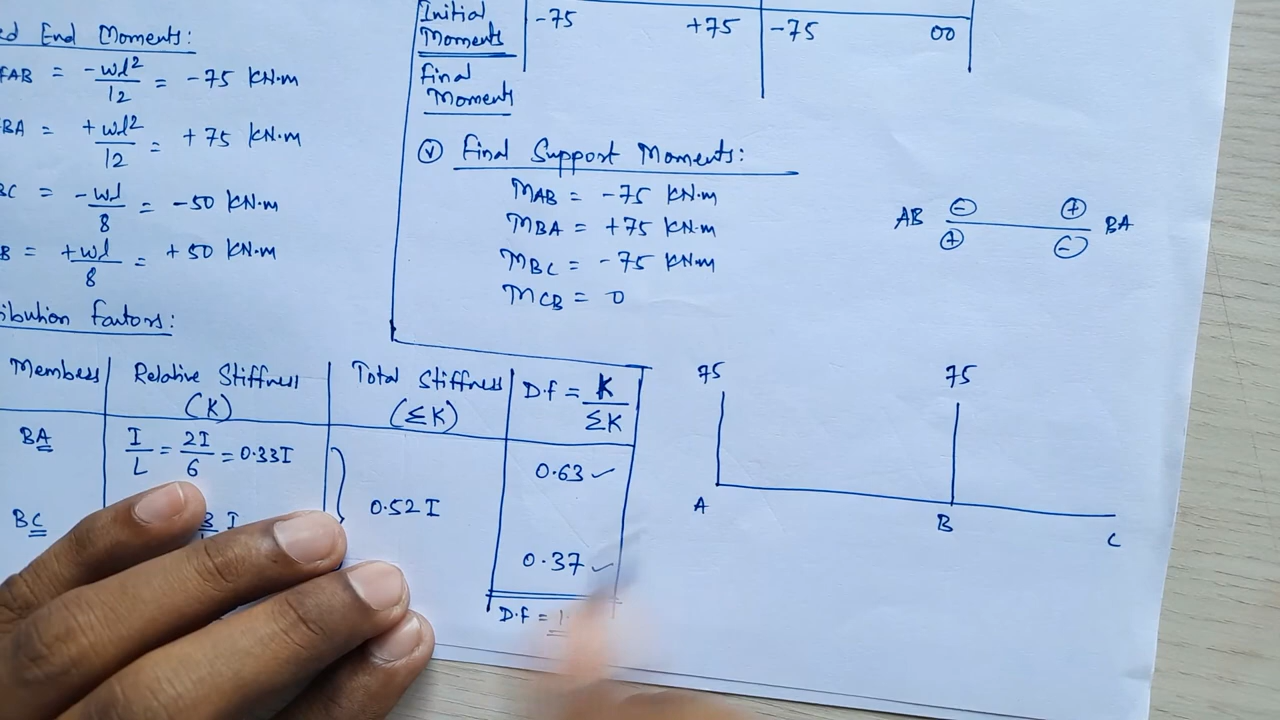 ed End Moments:
FAB = -wl²/12 = -75 KN.m
BA = +wl²/12 = +75 KN.m
BC = -wl/8 = -50 KN.m
B = +wl/8 = +50 KN.m
ibution factors:
Members
Relative Stiffness (K)
Total Stiffness (ΣK)
D.f = K/ΣK
BA
I/L = 2I/6 = 0.33I
0.52 I
0.63 ✓
BC
I
0.37 ✓
D.f = 1
Initial Moments
-75
+75
-75
00
final Moments
(v) final Support Moments:
MAB = -75 KN.m
MBA = +75 KN.m
MBC = -75 KN.m
MCB = 0
AB
-
+
+
-
BA
75
75
A
B
C